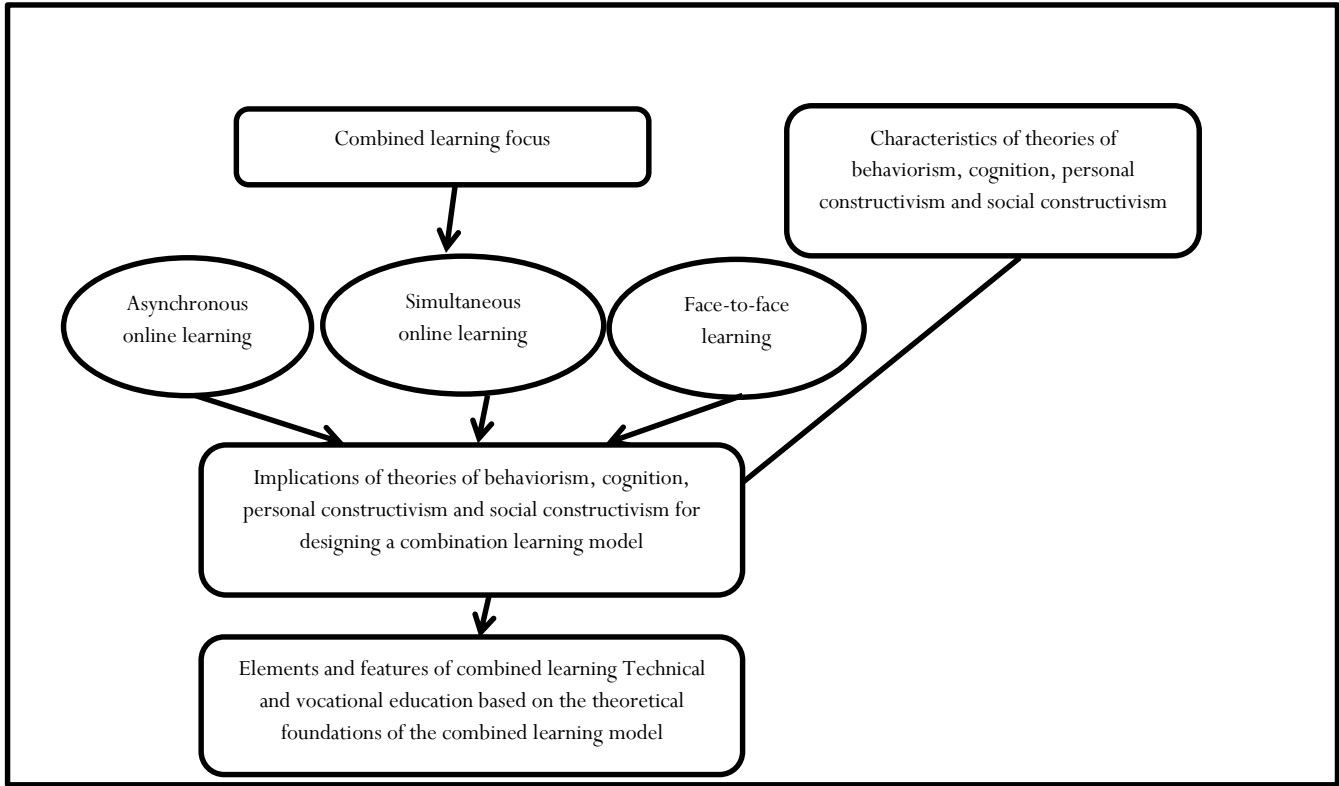 Combined learning focus
Characteristics of theories of
behaviorism, cognition, personal
constructivism and social constructivism
Asynchronous
online learning
Simultaneous
online learning
Face-to-face
learning
Implications of theories of behaviorism, cognition,
personal constructivism and social constructivism for
designing a combination learning model
Elements and features of combined learning Technical
and vocational education based on the theoretical
foundations of the combined learning model